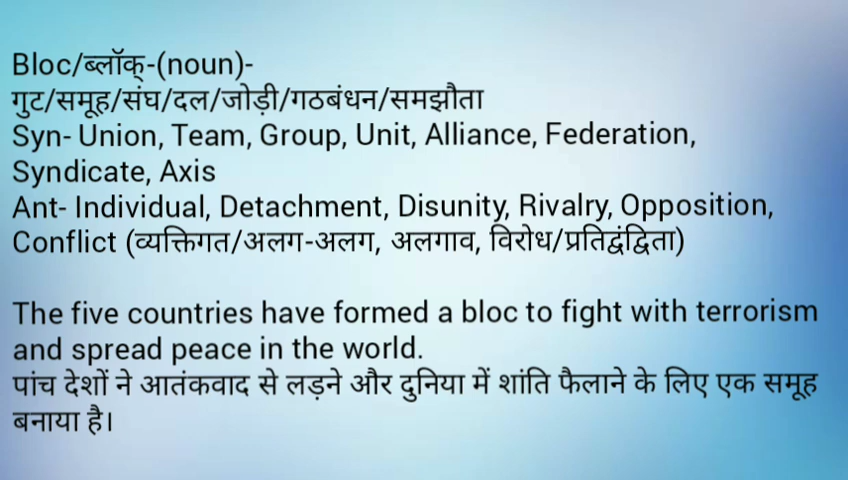 Bloc/ब्लॉक्-(noun)-
गुट/समूह/संघ/दल/जोड़ी/गठबंधन/समझौता
Syn- Union, Team, Group, Unit, Alliance, Federation,
Syndicate, Axis
Ant- Individual, Detachment, Disunity, Rivalry, Opposition,
Conflict (व्यक्तिगत/अलग-अलग, अलगाव, विरोध/प्रतिद्वंद्विता)
The five countries have formed a bloc to fight with terrorism
and spread peace in the world.
पांच देशों ने आतंकवाद से लड़ने और दुनिया में शांति फैलाने के लिए एक समूह
बनाया है।